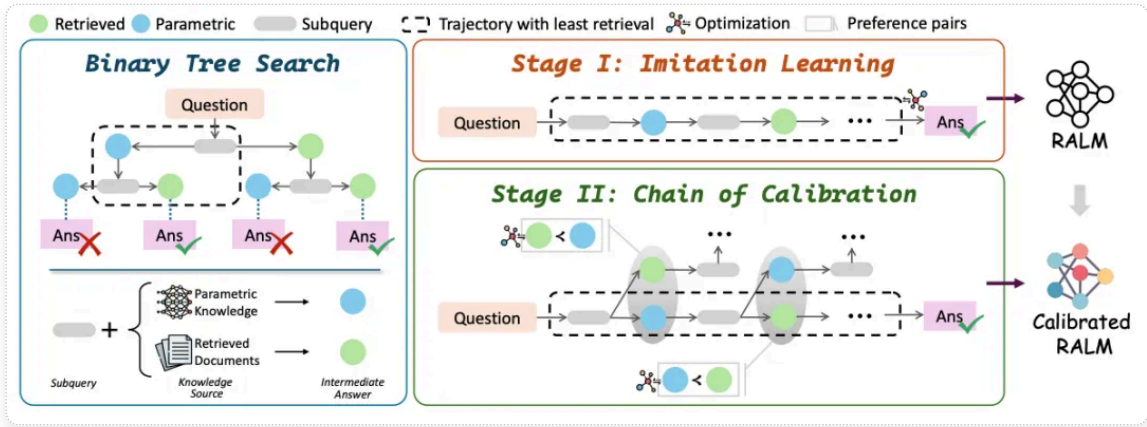 Retrieved Parametric Subquery Trajectory with least retrieval Optimization Preference pairs
Binary Tree Search
Question
Ans
Ans
Ans
Ans
Parametric
Knowledge
+
Retrieved
Documents
Subquery
Knowledge
Source
Intermediate
Answer
Stage I: Imitation Learning
Question
...
Ans
RALM
Stage II: Chain of Calibration
≺
...
...
Question
...
Ans
≺
Calibrated
RALM